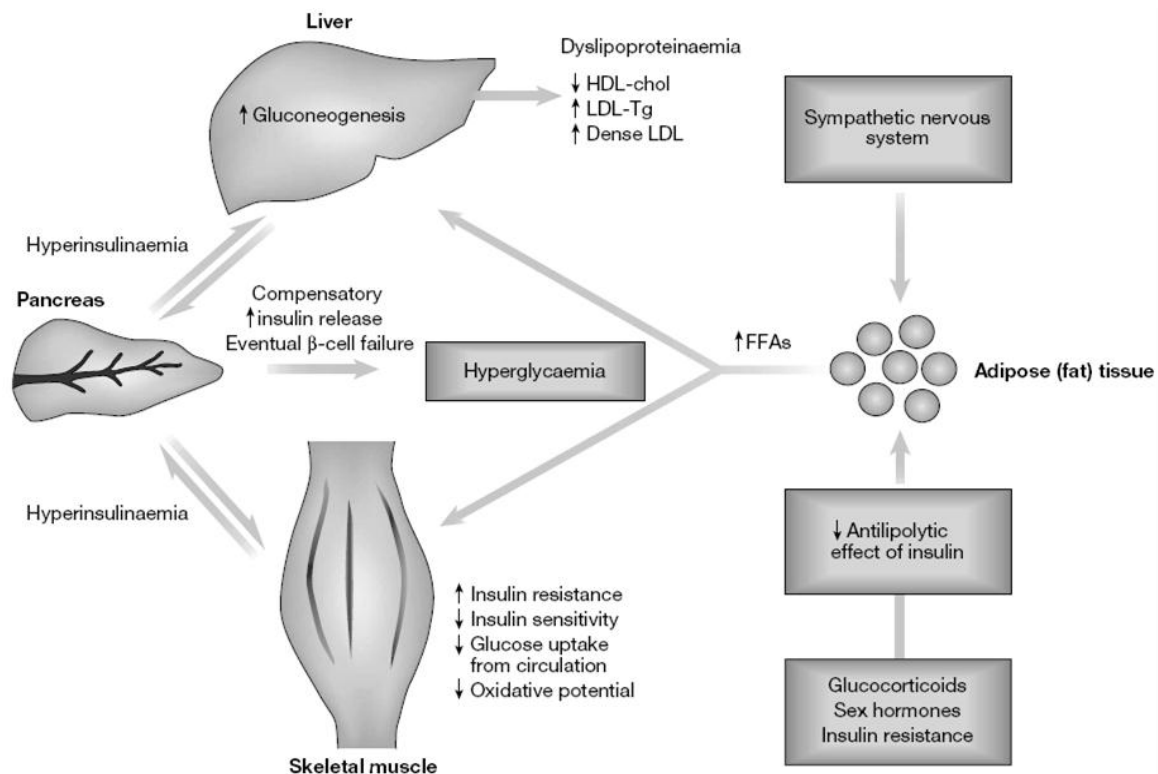 Liver
↑ Gluconeogenesis
Dyslipoproteinaemia
↓ HDL-chol
↑ LDL-Tg
↑ Dense LDL
Sympathetic nervous
system
Hyperinsulinaemia
Pancreas
Compensatory
↑ insulin release
Eventual β-cell failure
Hyperglycaemia
↑ FFAs
Adipose (fat) tissue
Hyperinsulinaemia
↑ Insulin resistance
↓ Insulin sensitivity
↓ Glucose uptake
from circulation
↓ Oxidative potential
Skeletal muscle
↓ Antilipolytic
effect of insulin
Glucocorticoids
Sex hormones
Insulin resistance